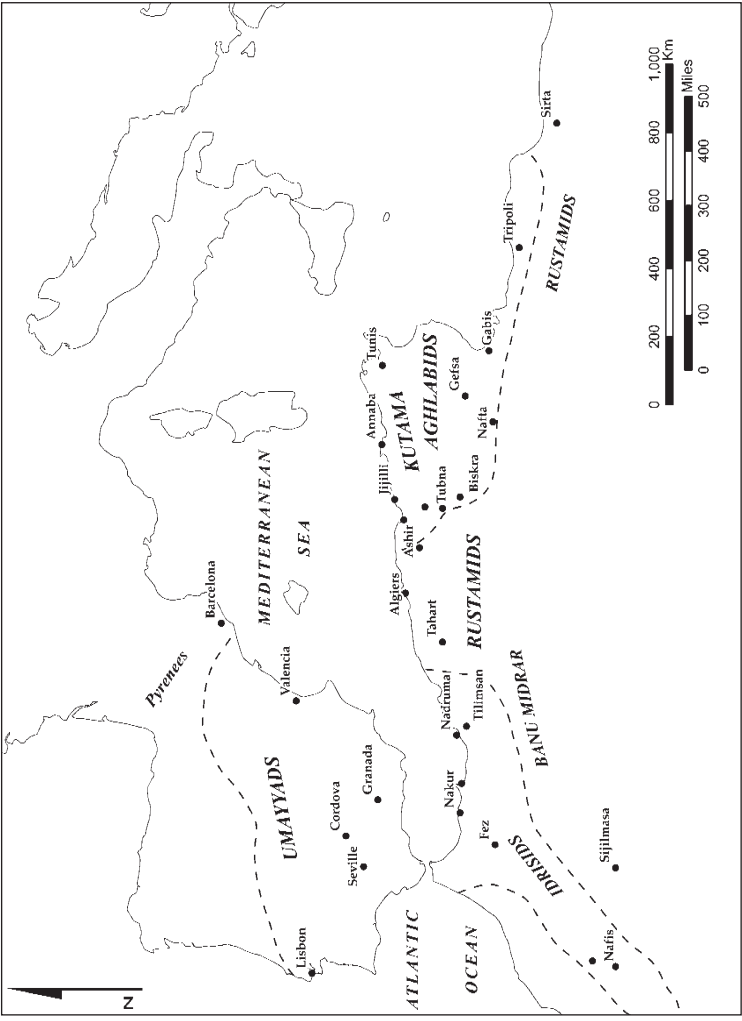 N
Pyrenees
Barcelona
MEDITERRANEAN
SEA
UMAYYADS
Valencia
Lisbon
Cordova
Seville
Granada
ATLANTIC
OCEAN
Algiers
Ashir
Jijilli
Annaba
Tunis
KUTAMA
AGHLABIDS
Tubna
Biskra
Nafta
Gefsa
Gabis
Tripoli
Sirta
RUSTAMIDS
Tahart
RUSTAMIDS
Nadruma
Tilimsan
Nakur
Fez
IDRISIDS
BANU MIDRAR
Sijilmasa
Nafis
0 200 400 600 800 1,000
Km
0 100 200 300 400 500
Miles